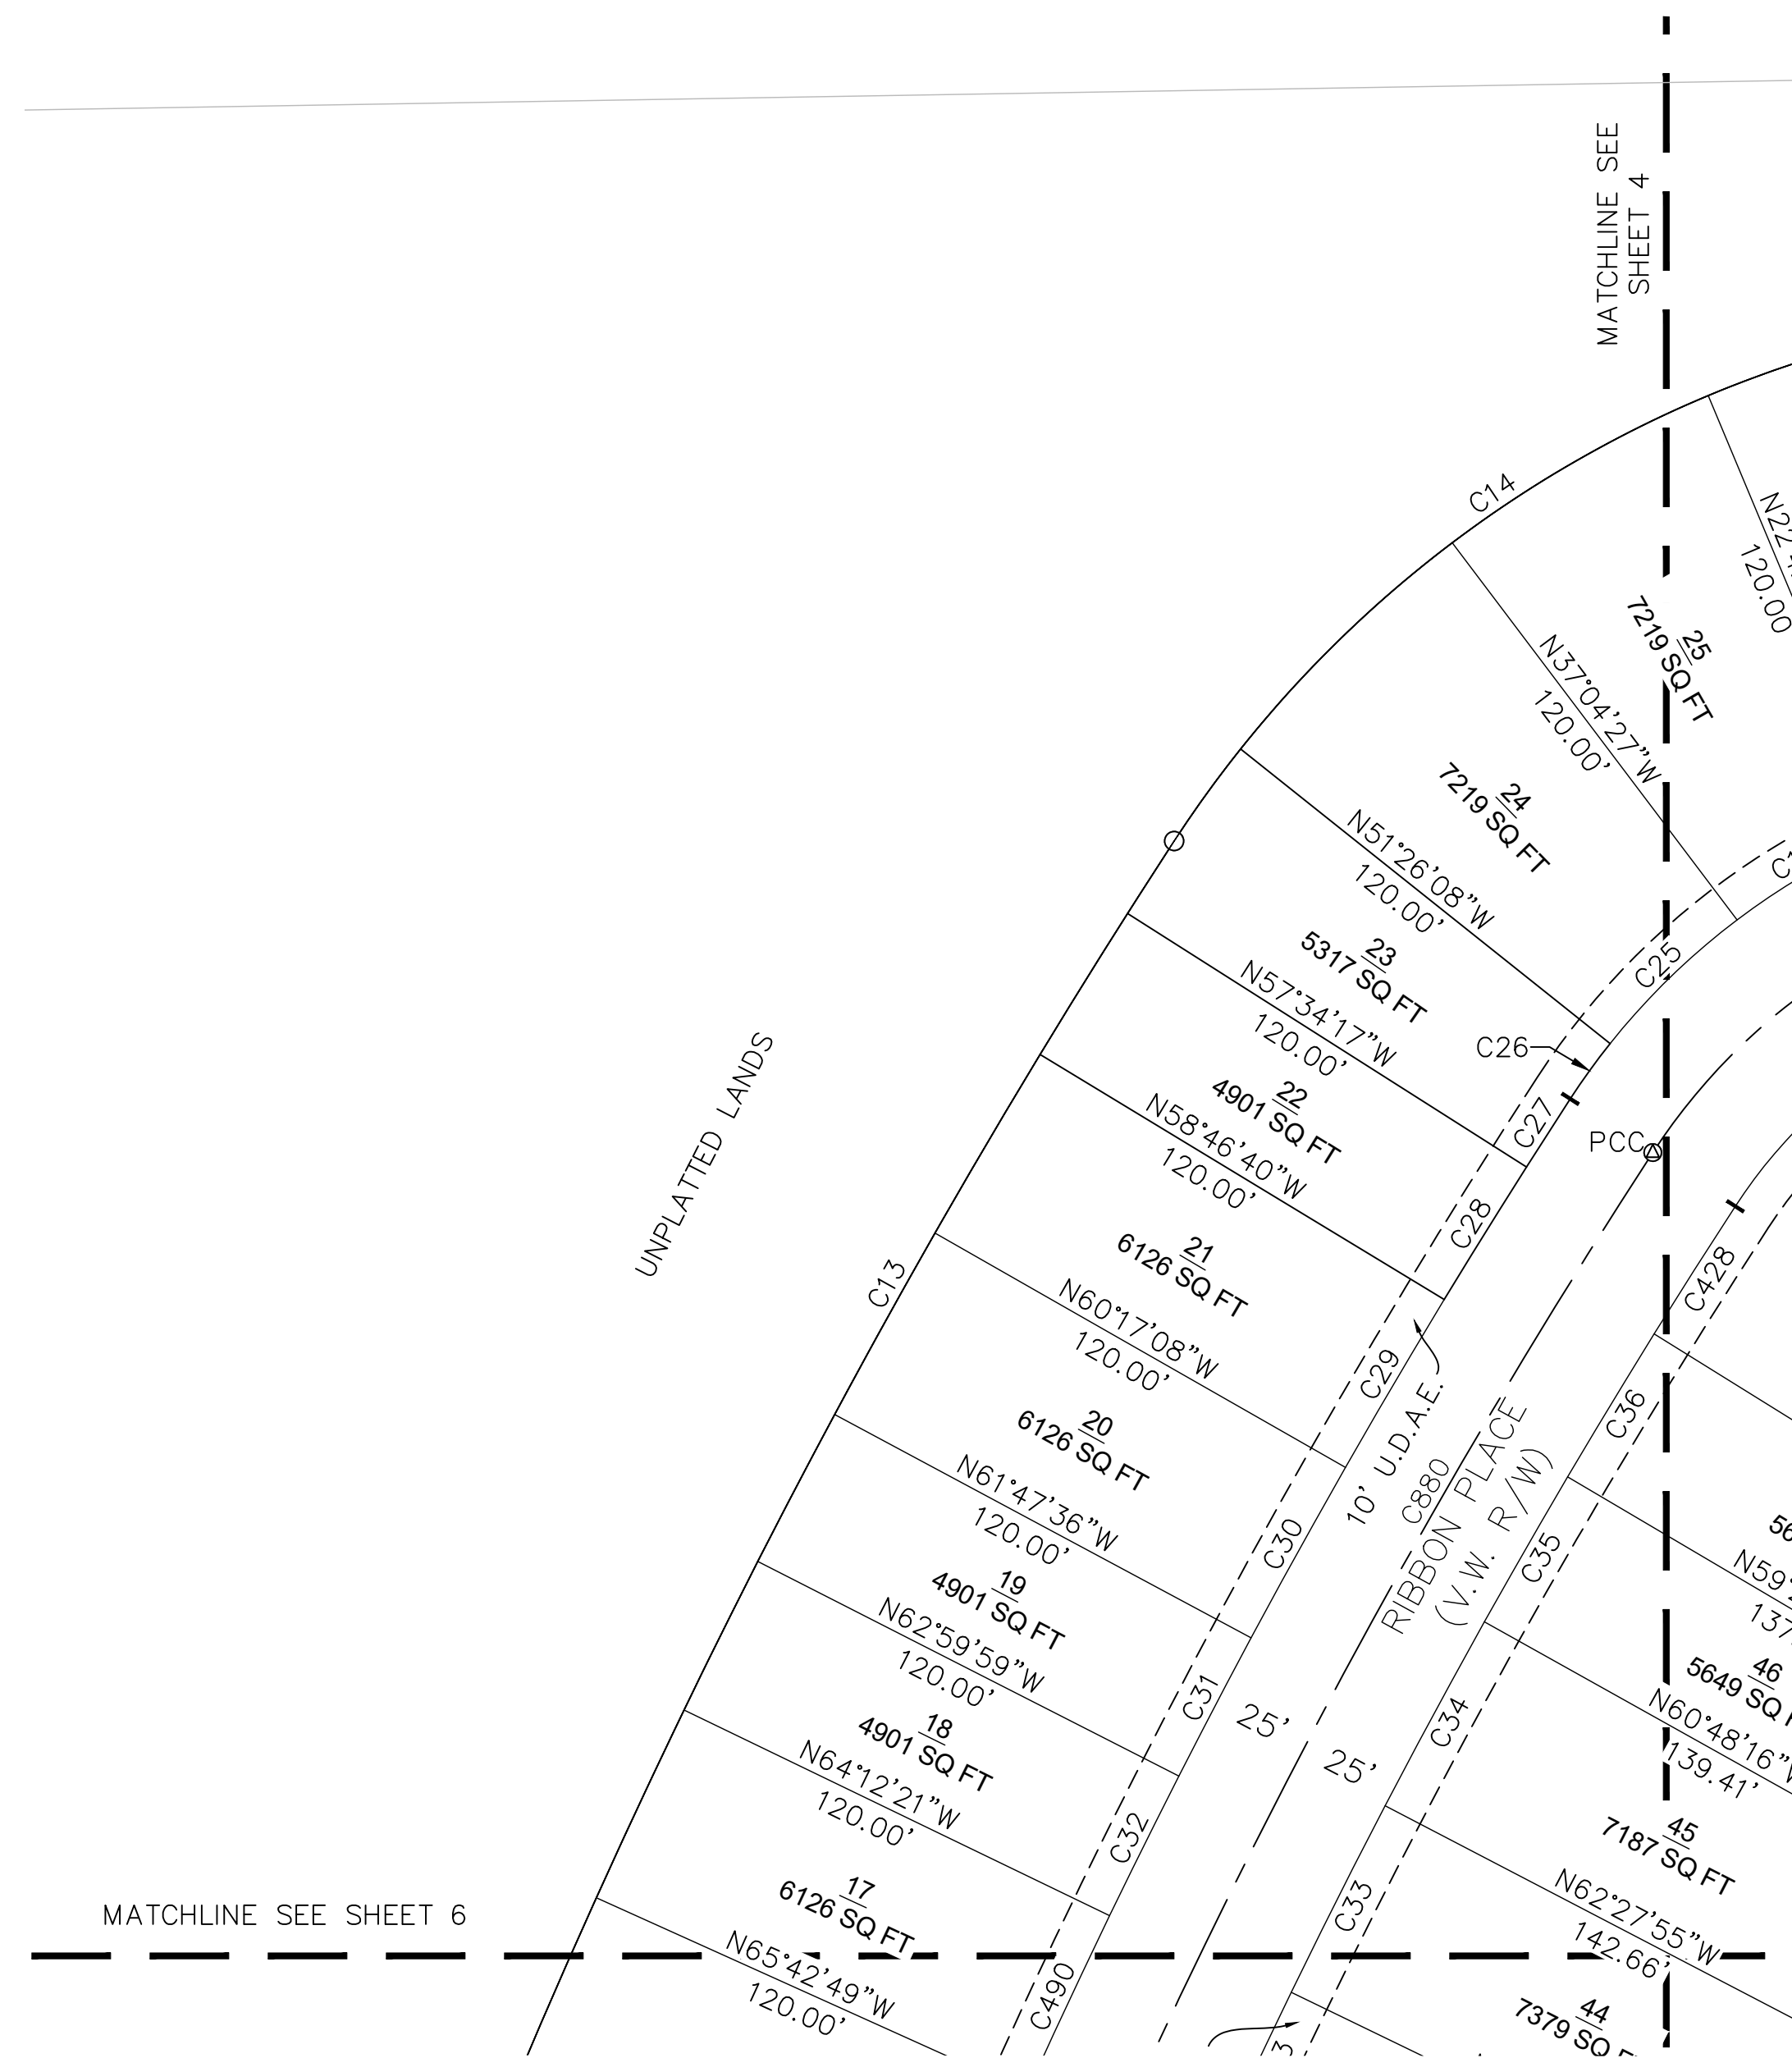 MATCHLINE SEE
SHEET 4
C14
25
7219 SQ FT
120.00
N37°04'27"W
120.00'
24
7219 SQ FT
N51°26'08"W
120.00'
C25
23
5317 SQ FT
N57°34'17"W
120.00'
C26
C27
PCC
22
4901 SQ FT
N58°46'40"W
120.00'
C28
C428
UNPLATTED LANDS
C13
21
6126 SQ FT
N60°17'08"W
120.00'
C29
10' U.D.A.E.
C880
RIBBON PLACE
(V.W. R/W)
C36
20
6126 SQ FT
N61°47'36"W
120.00'
C30
C35
19
4901 SQ FT
N62°59'59"W
120.00'
C31
25'
25'
C34
46
5649 SQ
N60°48'16"W
139.41'
18
4901 SQ FT
N64°12'21"W
120.00'
C32
45
7187 SQ FT
N62°27'55"W
142.66'
C33
17
6126 SQ FT
N65°42'49"W
120.00'
C490
MATCHLINE SEE SHEET 6
44
7379 SQ